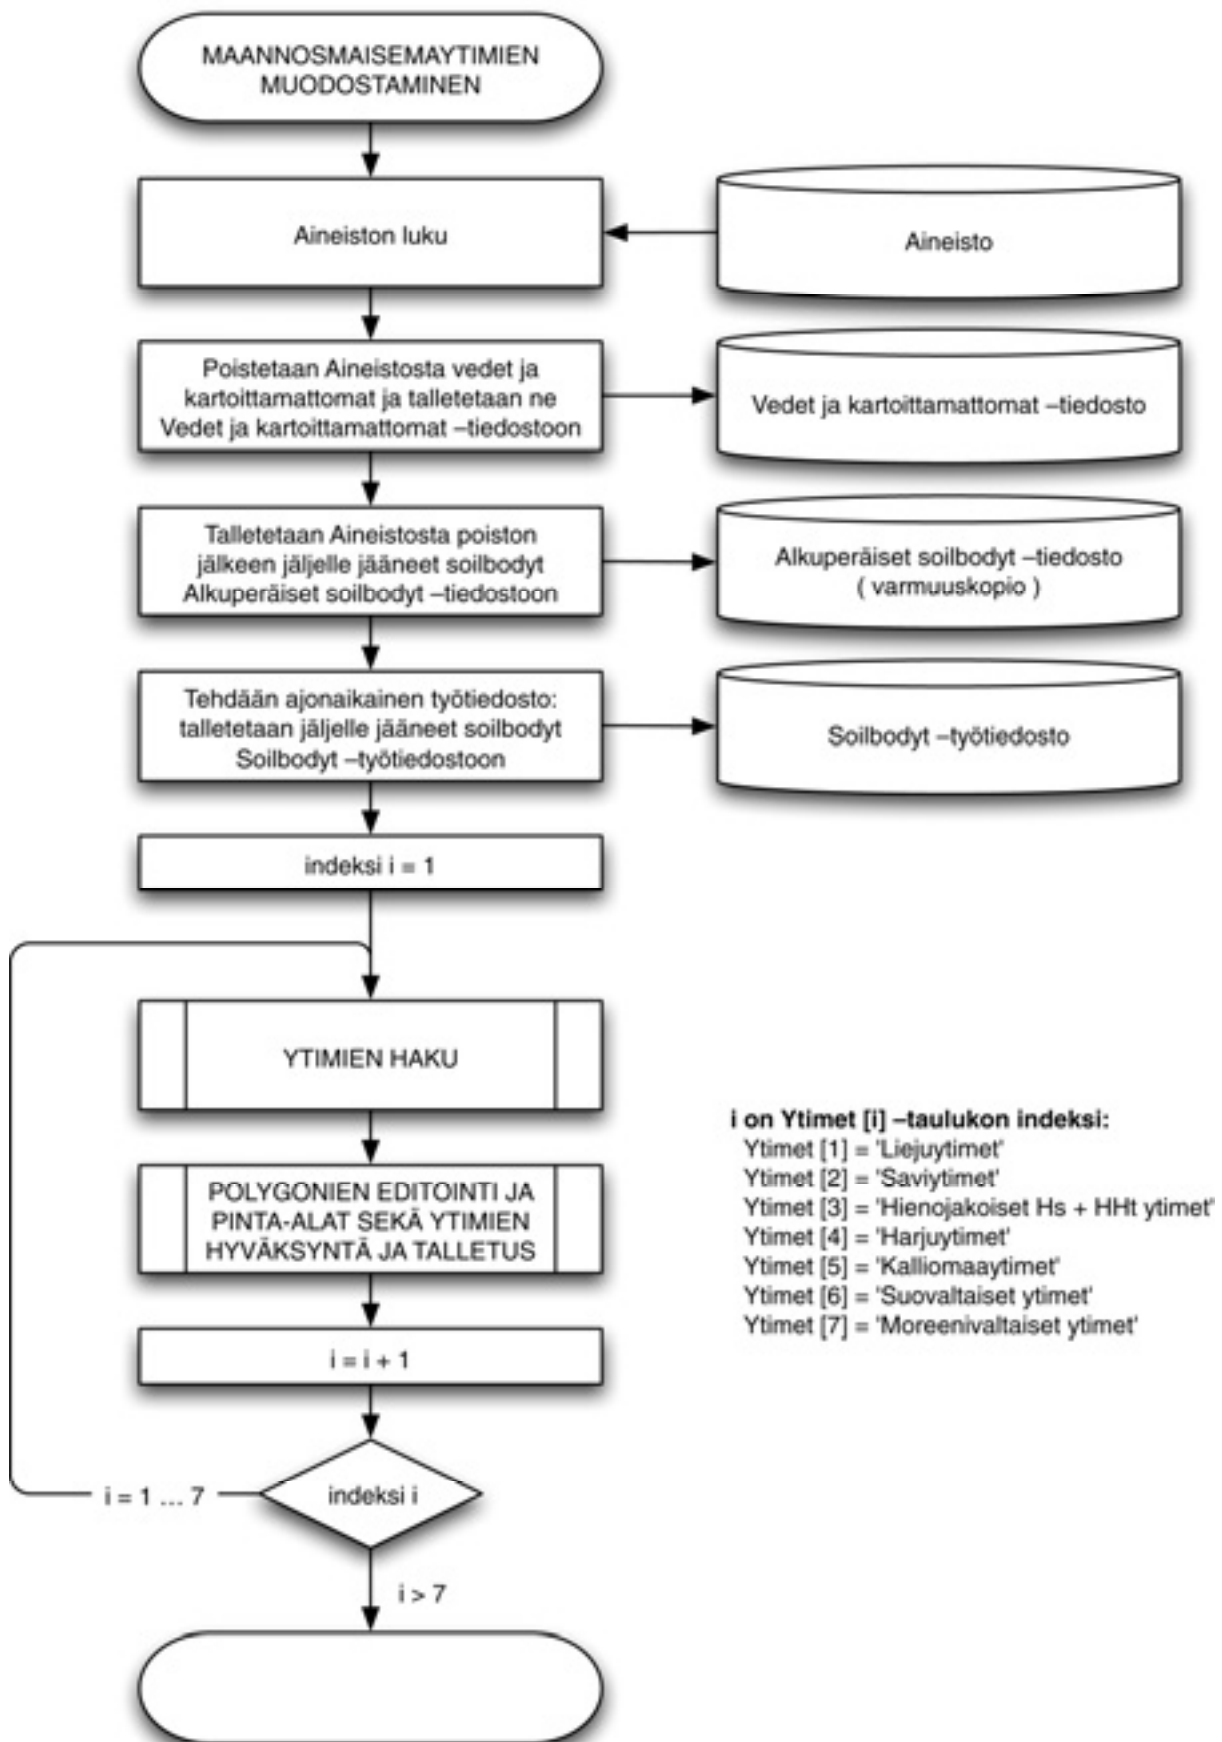 MAANNOSMAISEMAYTIMIEN
MUODOSTAMINEN
Aineiston luku
Aineisto
Poistetaan Aineistosta vedet ja
kartoittamattomat ja talletetaan ne
Vedet ja kartoittamattomat –tiedostoon
Vedet ja kartoittamattomat –tiedosto
Talletetaan Aineistosta poiston
jälkeen jäljelle jääneet soilbodyt
Alkuperäiset soilbodyt –tiedostoon
Alkuperäiset soilbodyt –tiedosto
( varmuuskopio )
Tehdään ajonaikainen työtiedosto:
talletetaan jäljelle jääneet soilbodyt
Soilbodyt –työtiedostoon
Soilbodyt –työtiedosto
indeksi i = 1
YTIMIEN HAKU
POLYGONIEN EDITOINTI JA
PINTA-ALAT SEKÄ YTIMIEN
HYVÄKSYNTÄ JA TALLETUS
i = i + 1
indeksi i
i = 1 ... 7
i > 7
i on Ytimet [i] –taulukon indeksi:
Ytimet [1] = 'Liejuytimet'
Ytimet [2] = 'Saviytimet'
Ytimet [3] = 'Hienojakoiset Hs + HHt ytimet'
Ytimet [4] = 'Harjuytimet'
Ytimet [5] = 'Kalliomaaytimet'
Ytimet [6] = 'Suovaltaiset ytimet'
Ytimet [7] = 'Moreenivaltaiset ytimet'